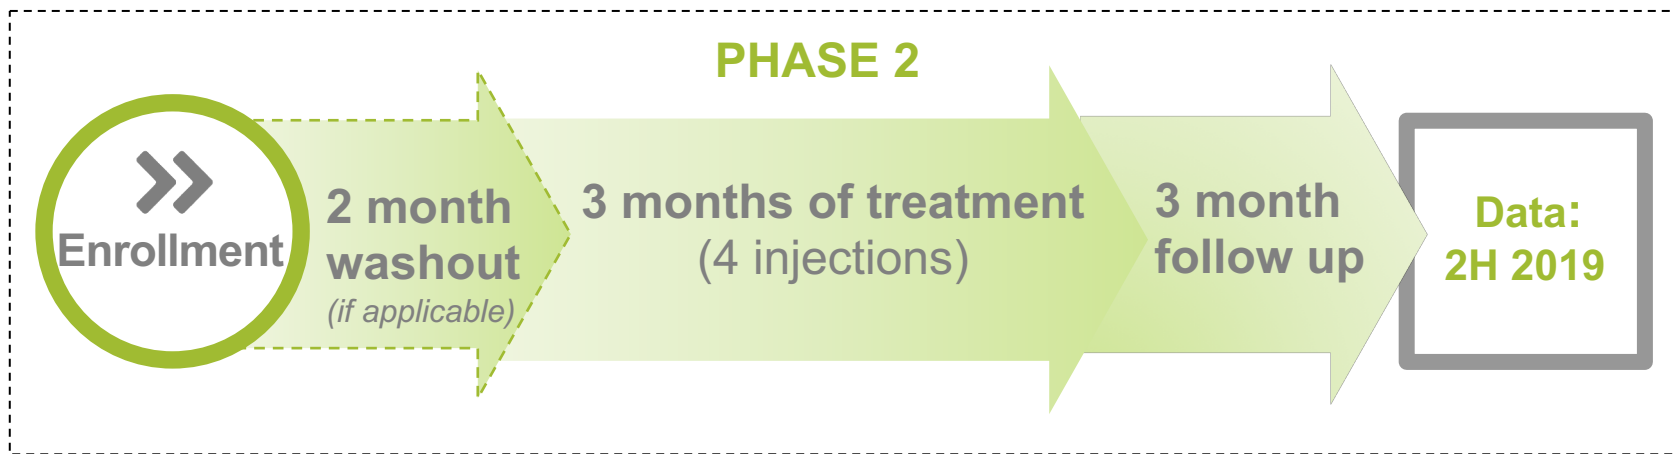 PHASE 2
Enrollment
2 month
washout
(if applicable)
3 months of treatment
(4 injections)
3 month
follow up
Data:
2H 2019